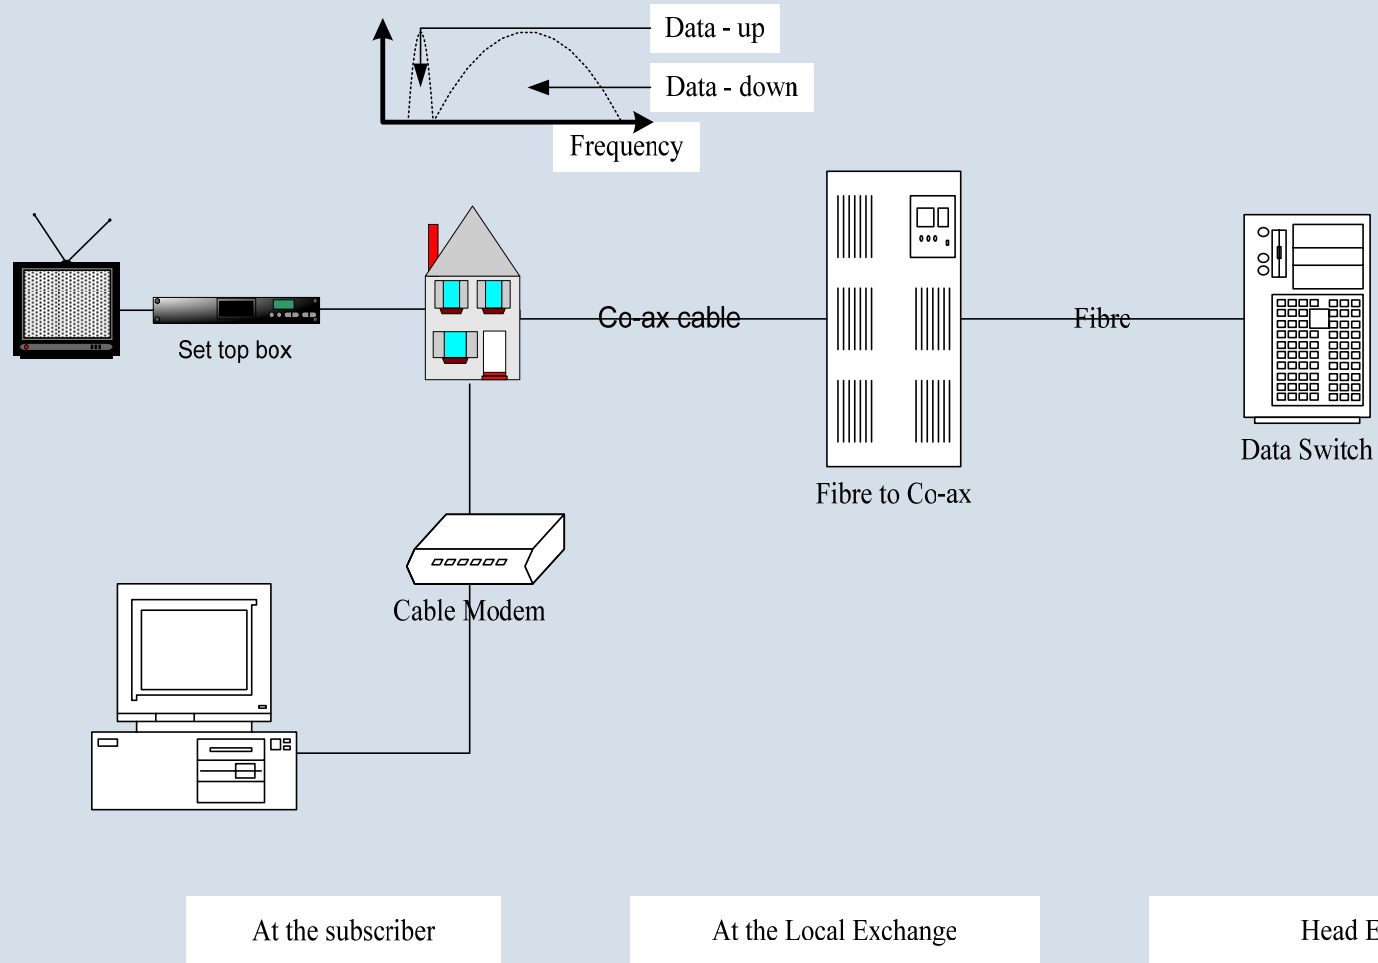 Data - up
Data - down
Frequency
Co-ax cable
Fibre
Set top box
Data Switch
Fibre to Co-ax
Cable Modem
At the subscriber
At the Local Exchange
Head E